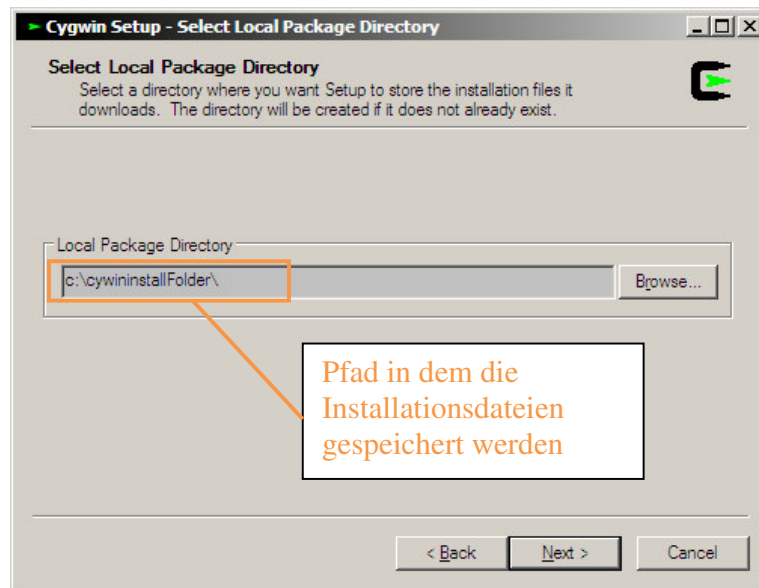 Cygwin Setup - Select Local Package Directory
Select Local Package Directory
Select a directory where you want Setup to store the installation files it
downloads. The directory will be created if it does not already exist.
Local Package Directory
c:\cywininstallFolder\
Browse...
Pfad in dem die
Installationsdateien
gespeichert werden
< Back
Next >
Cancel